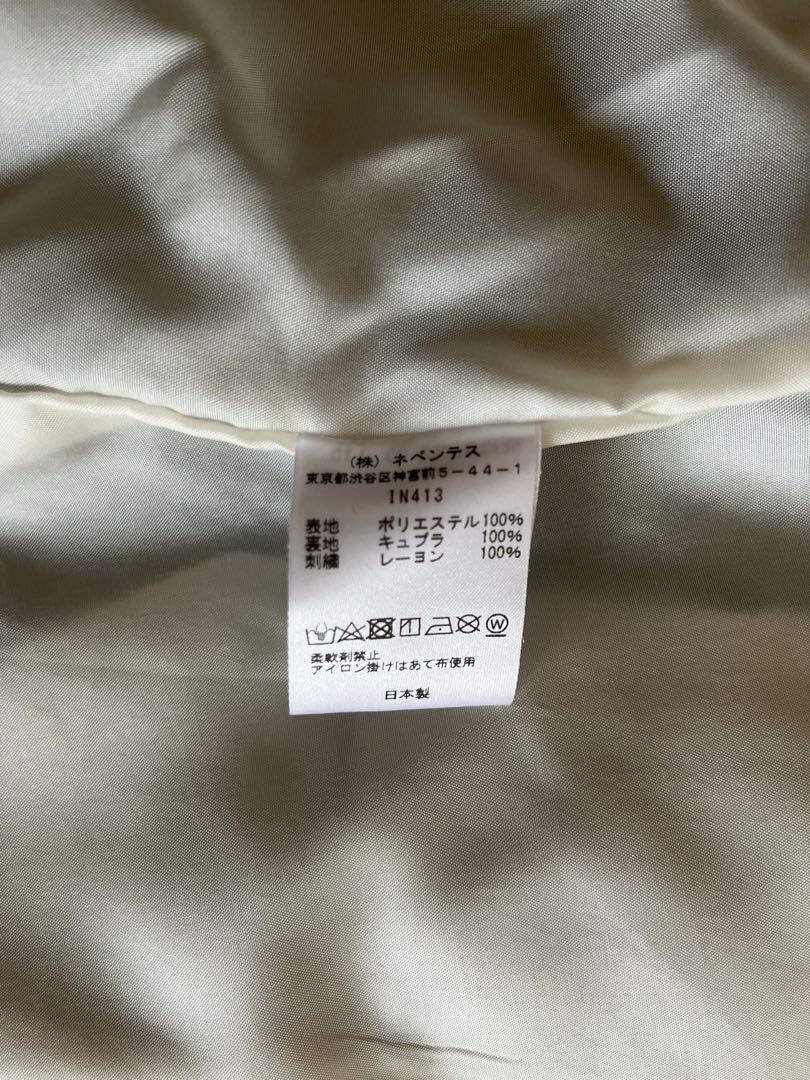 (株)ネペンテス
東京都渋谷区神宮前5-44-1
IN413
表地 ポリエステル100%
裏地 キュプラ 100%
刺繍 レーヨン 100%
W
柔軟剤禁止
アイロン掛けはあて布使用
日本製